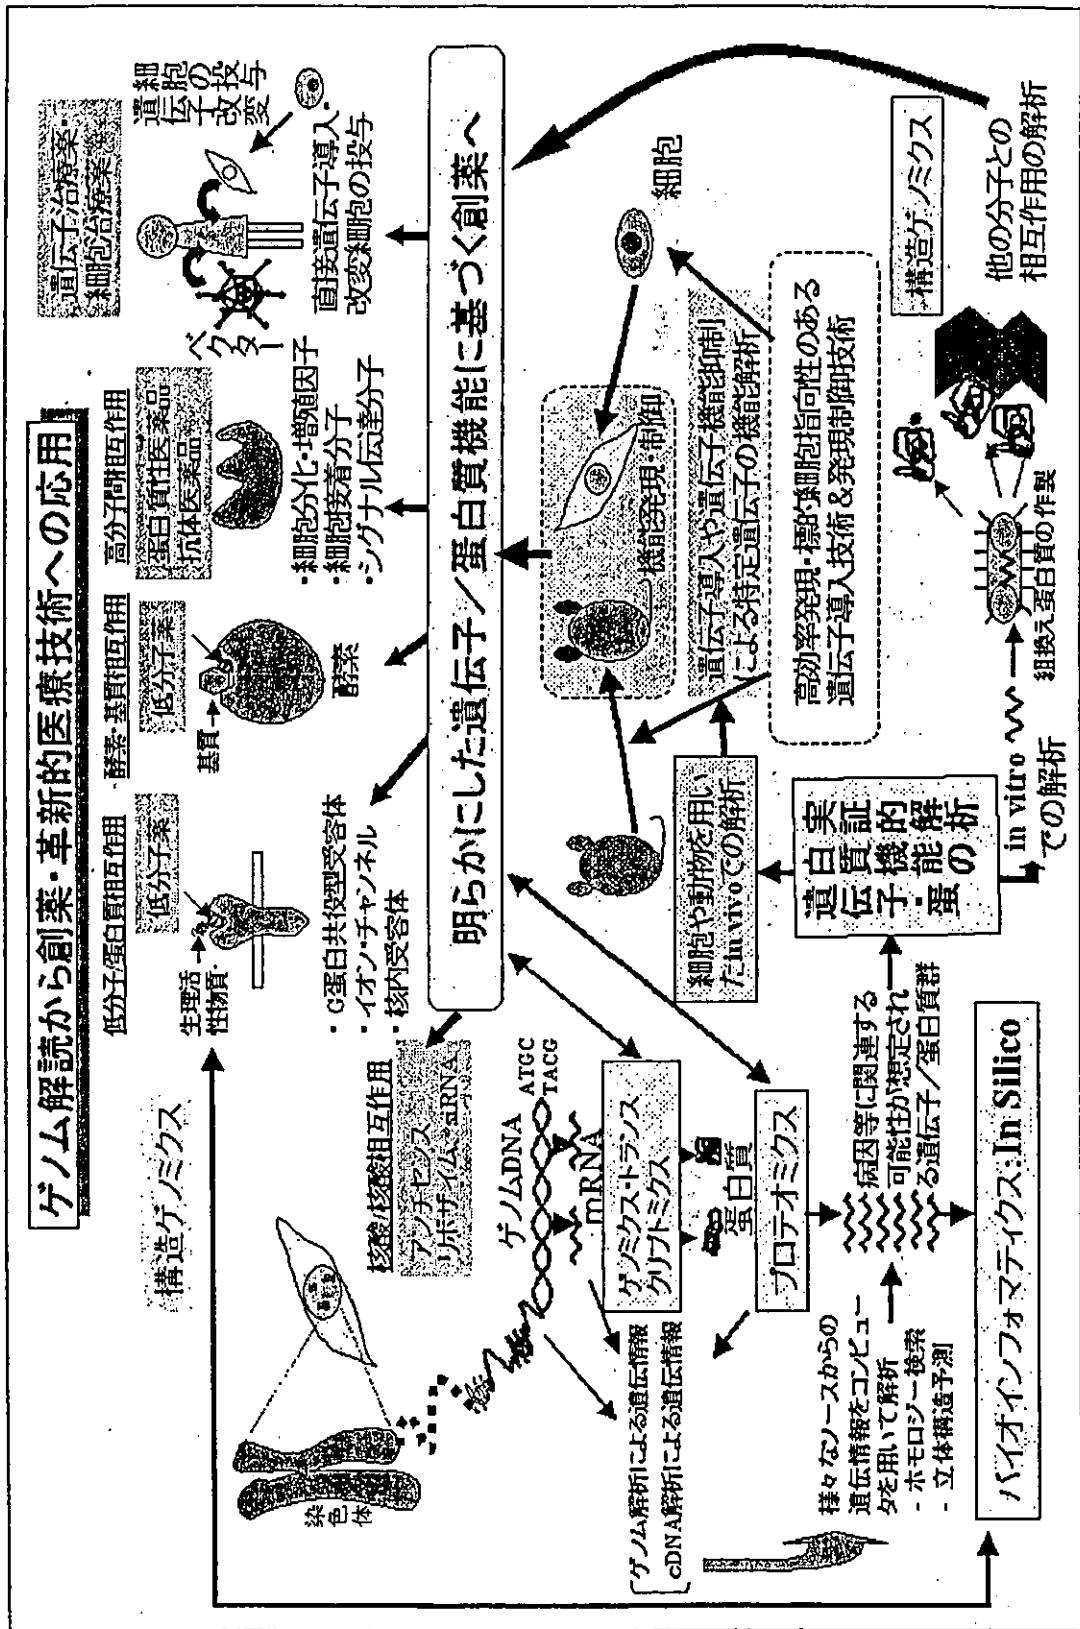 ゲノム解読から創薬・革新的医療技術への応用
構造ゲノミクス
染
色
体
低分子/蛋白質相互作用
低分子薬
生理活
性物質
・G蛋白共役型受容体
・イオン・チャンネル
・核内受容体
酵素・基質相互作用
低分子薬
基質
酵素
高分子間相互作用
蛋白質性医薬品
抗体医薬品
・細胞分化・増殖因子
・細胞接着分子
・シグナル伝達分子
遺伝子治療薬・
細胞治療薬
ベクター
細胞の投与
遺伝子改変
直接遺伝子導入・
改変細胞の投与
核酸/核酸相互作用
アンチセンス
リボザイムやsiRNA
明らかにした遺伝子/蛋白質機能に基づく創薬へ
ゲノムDNA
ATGC
TACG
mRNA
ゲノミクス・トランス
クリプトミクス
蛋白質
プロテオミクス
ゲノム解析による遺伝情報
cDNA解析による遺伝情報
様々なソースからの
遺伝情報をコンピュー
タを用いて解析
- ホモロジー検索
- 立体構造予測
病因等に関連する
可能性が想定され
る遺伝子/蛋白質群
バイオインフォマティクス:In Silico
機能発現・制御
細胞
細胞や動物を用い
たin vivoでの解析
遺伝子導入や遺伝子機能抑制
による特定遺伝子の機能解析
高効率発現・標的細胞指向性のある
遺伝子導入技術&発現制御技術
遺伝子・蛋
白質機能
実証的解析
の
in vitro
での解析
組換え蛋白質の作製
構造ゲノミクス
他の分子との
相互作用の解析